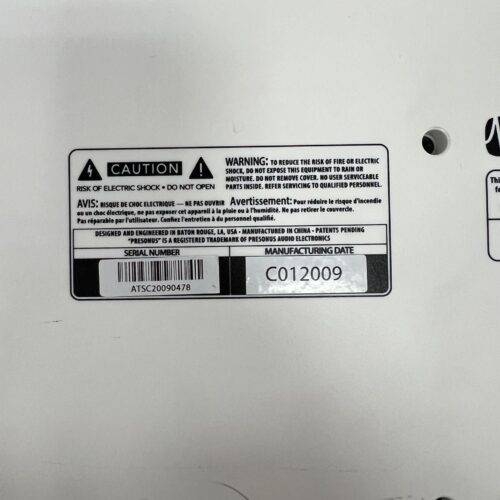 CAUTION
RISK OF ELECTRIC SHOCK • DO NOT OPEN
WARNING: TO REDUCE THE RISK OF FIRE OR ELECTRIC
SHOCK, DO NOT EXPOSE THIS EQUIPMENT TO RAIN OR
MOISTURE. DO NOT REMOVE COVER. NO USER SERVICEABLE
PARTS INSIDE. REFER SERVICING TO QUALIFIED PERSONNEL.
AVIS: RISQUE DE CHOC ELECTRIQUE — NE PAS OUVRIR Avertissement: Pour réduire le risque d'incendie
ou un choc électrique, ne pas exposer cet appareil à la pluie ou à l'humidité. Ne pas retirer le couvercle.
Pas réparable par l'utilisateur. Confiez l'entretien à du personnel qualifié.
DESIGNED AND ENGINEERED IN BATON ROUGE, LA, USA - MANUFACTURED IN CHINA - PATENTS PENDING
"PRESONUS" IS A REGISTERED TRADEMARK OF PRESONUS AUDIO ELECTRONICS
SERIAL NUMBER MANUFACTURING DATE
ATSC20090478
C012009
This